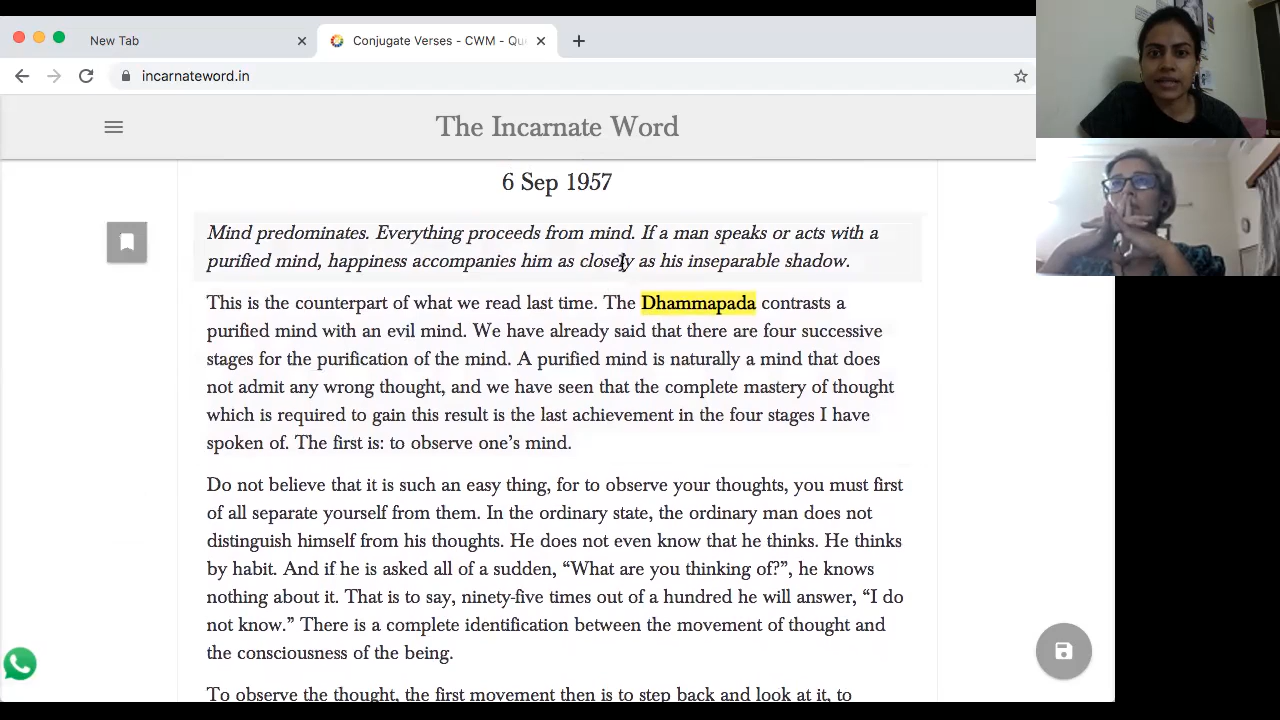 New Tab
Conjugate Verses - CWM - Qu
incarnateword.in
The Incarnate Word
6 Sep 1957
Mind predominates. Everything proceeds from mind. If a man speaks or acts with a
purified mind, happiness accompanies him as closely as his inseparable shadow.
This is the counterpart of what we read last time. The Dhammapada contrasts a
purified mind with an evil mind. We have already said that there are four successive
stages for the purification of the mind. A purified mind is naturally a mind that does
not admit any wrong thought, and we have seen that the complete mastery of thought
which is required to gain this result is the last achievement in the four stages I have
spoken of. The first is: to observe one’s mind.
Do not believe that it is such an easy thing, for to observe your thoughts, you must first
of all separate yourself from them. In the ordinary state, the ordinary man does not
distinguish himself from his thoughts. He does not even know that he thinks. He thinks
by habit. And if he is asked all of a sudden, “What are you thinking of?”, he knows
nothing about it. That is to say, ninety-five times out of a hundred he will answer, “I do
not know.” There is a complete identification between the movement of thought and
the consciousness of the being.
To observe the thought, the first movement then is to step back and look at it, to